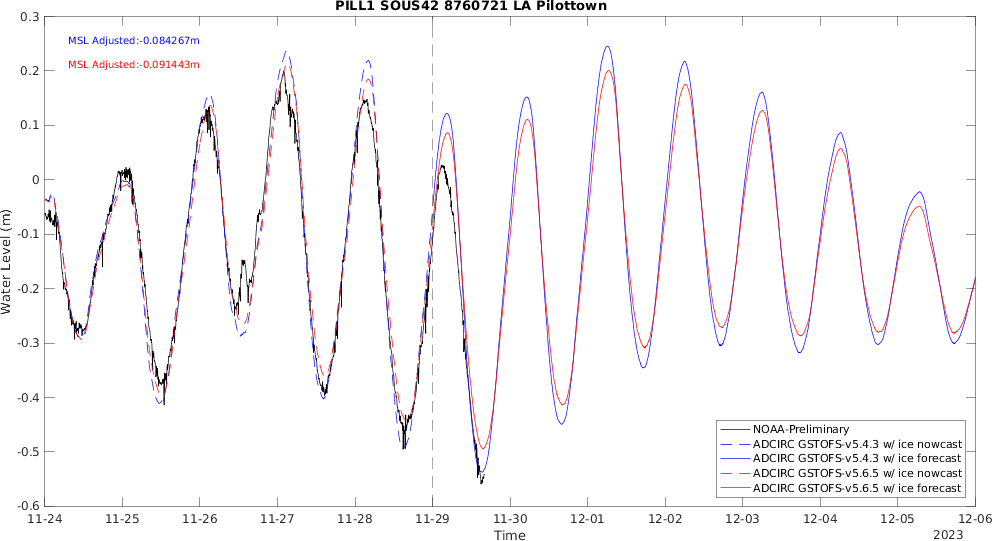 PILL1 SOUS42 8760721 LA Pilottown
MSL Adjusted:-0.084267m
MSL Adjusted:-0.091443m
0.3
0.2
0.1
0
-0.1
-0.2
-0.3
-0.4
-0.5
-0.6
Water Level (m)
NOAA-Preliminary
ADCIRC GSTOFS-v5.4.3 w/ ice nowcast
ADCIRC GSTOFS-v5.4.3 w/ ice forecast
ADCIRC GSTOFS-v5.6.5 w/ ice nowcast
ADCIRC GSTOFS-v5.6.5 w/ ice forecast
11-24 11-25 11-26 11-27 11-28 11-29 11-30 12-01 12-02 12-03 12-04 12-05 12-06
Time
2023